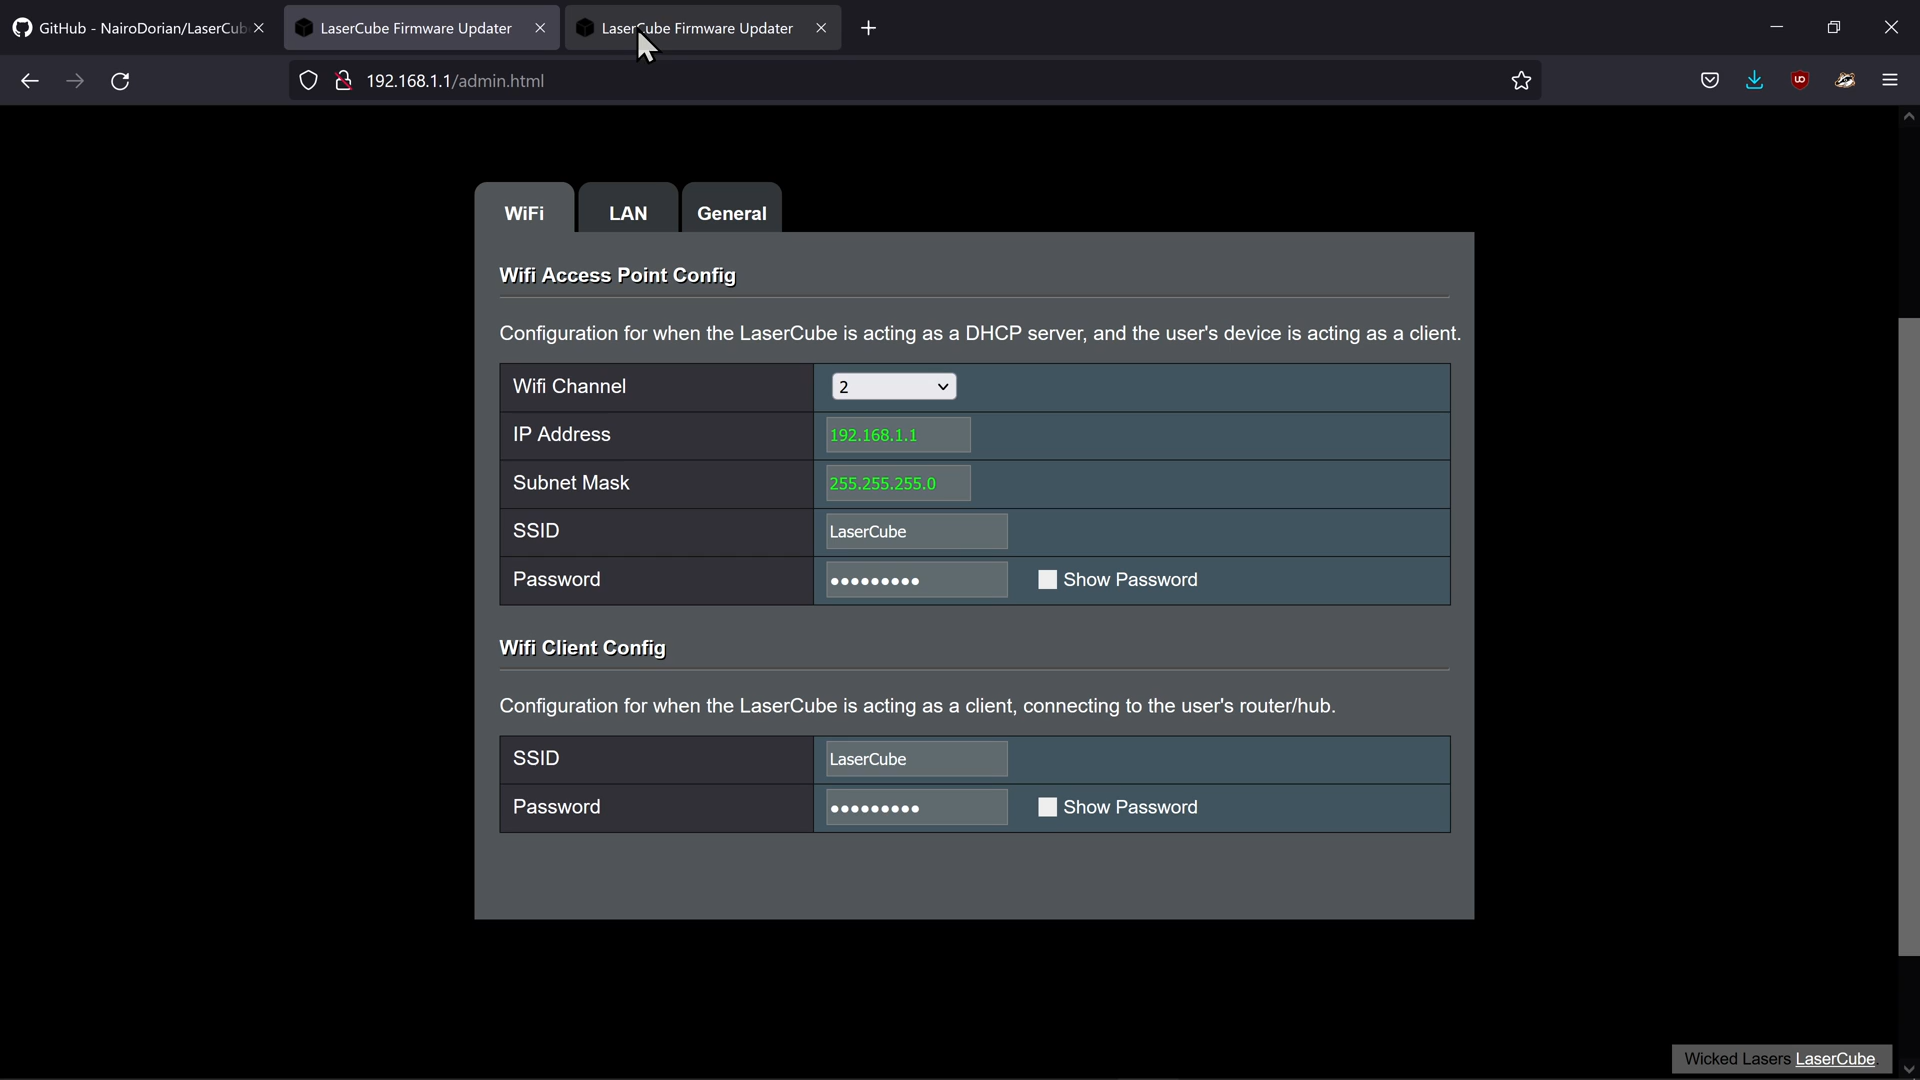 GitHub - NairoDorian/LaserCub
LaserCube Firmware Updater
LaserCube Firmware Updater
192.168.1.1/admin.html
WiFi
LAN
General
Wifi Access Point Config
Configuration for when the LaserCube is acting as a DHCP server, and the user's device is acting as a client.
Wifi Channel 2
IP Address 192.168.1.1
Subnet Mask 255.255.255.0
SSID LaserCube
Password ●●●●●●●●● Show Password
Wifi Client Config
Configuration for when the LaserCube is acting as a client, connecting to the user's router/hub.
SSID LaserCube
Password ●●●●●●●●● Show Password
Wicked Lasers LaserCube.